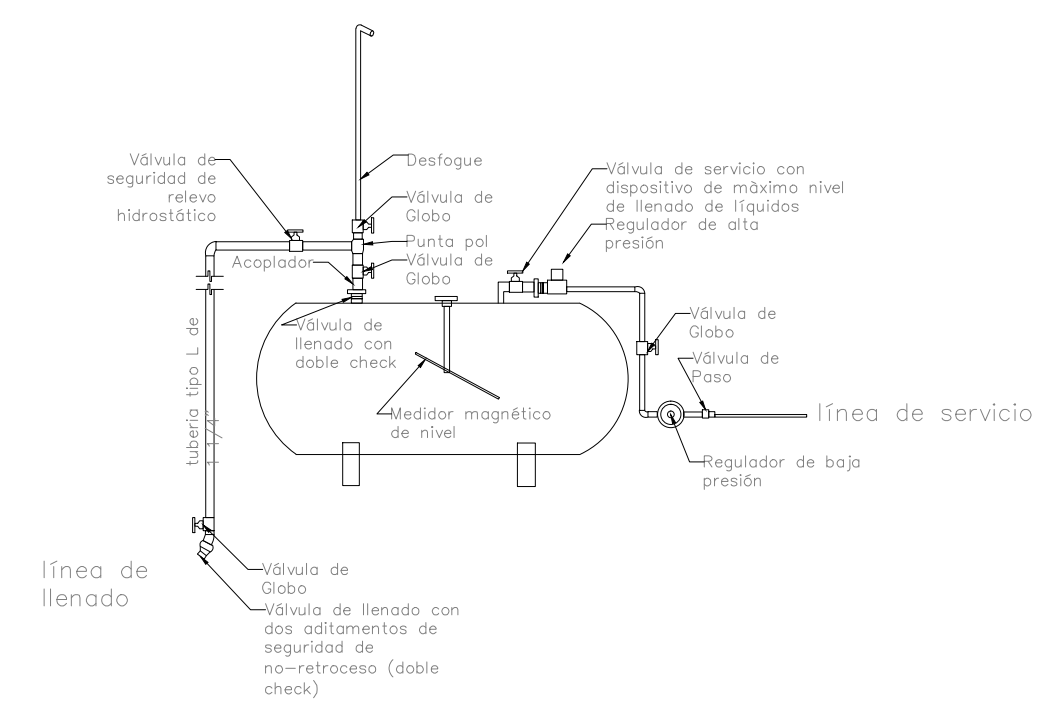 Válvula de
seguridad de
relevo
hidrostático
Desfogue
Válvula de
Globo
Punta pol
Válvula de
Globo
Acoplador
Válvula de servicio con
dispositivo de màximo nivel
de llenado de líquidos
Regulador de alta
presión
Válvula de
llenado con
doble check
Medidor magnético
de nivel
Válvula de
Globo
Válvula de
Paso
línea de servicio
Regulador de baja
presión
tuberia tipo L de
1 1/4"
línea de
llenado
Válvula de
Globo
Válvula de llenado con
dos aditamentos de
seguridad de
no-retroceso (doble
check)